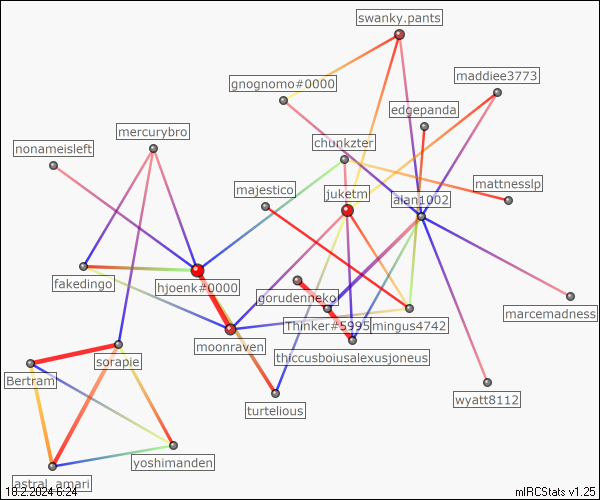 swanky.pants
maddiee3773
gnognomo#0000
edgepanda
mercurybro
chunkzter
nonameisleft
mattnesslp
majestico
juketm
alan1002
fakedingo
hjoenk#0000
gorudenneko
marcemadness
Thinker#5995
mingus4742
moonraven
thiccusboiusalexusjoneus
sorapie
Bertram
wyatt8112
turtelious
yoshimanden
astral_amari
18.2.2024 6:24
mIRCStats v1.25